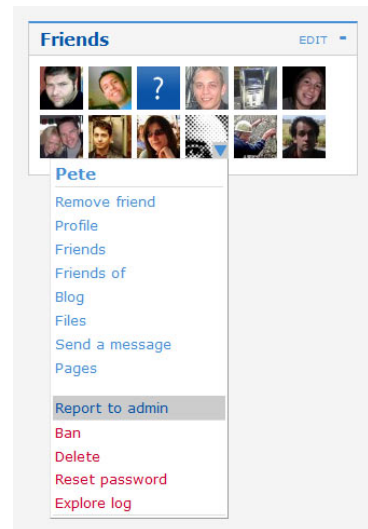 Friends EDIT -
?
Pete
Remove friend
Profile
Friends
Friends of
Blog
Files
Send a message
Pages
Report to admin
Ban
Delete
Reset password
Explore log